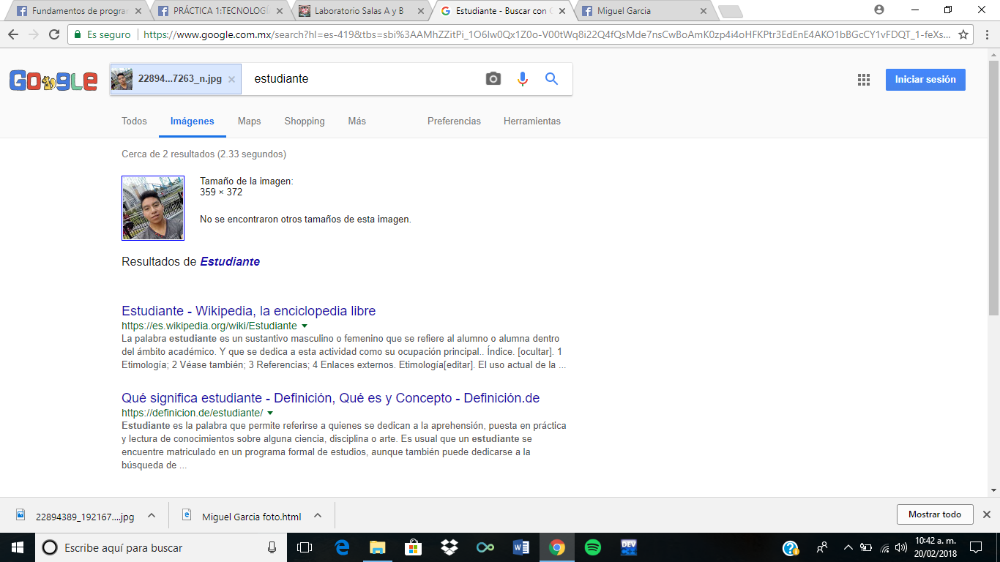 Fundamentos de progra
PRÁCTICA 1:TECNOLOGÍ
Laboratorio Salas A y B
Estudiante - Buscar con G
Miguel Garcia
Es seguro
https://www.google.com.mx/search?hl=es-419&tbs=sbi%3AAMhZZitPi_1O6Iw0Qx1Z0o-V00tWq8i22Q4fQsMde7nsCwBoAmK0zp4i4oHFKPtr3EdEnE4AKO1bBGcCY1vFDQT_1-feXs...
Google
22894...7263_n.jpg
estudiante
Iniciar sesión
Todos
Imágenes
Maps
Shopping
Más
Preferencias
Herramientas
Cerca de 2 resultados (2.33 segundos)
Tamaño de la imagen:
359 × 372
No se encontraron otros tamaños de esta imagen.
Resultados de Estudiante
Estudiante - Wikipedia, la enciclopedia libre
https://es.wikipedia.org/wiki/Estudiante
La palabra estudiante es un sustantivo masculino o femenino que se refiere al alumno o alumna dentro
del ámbito académico. Y que se dedica a esta actividad como su ocupación principal.. Índice. [ocultar]. 1
Etimología; 2 Véase también; 3 Referencias; 4 Enlaces externos. Etimología[editar]. El uso actual de la ...
Qué significa estudiante - Definición, Qué es y Concepto - Definición.de
https://definicion.de/estudiante/
Estudiante es la palabra que permite referirse a quienes se dedican a la aprehensión, puesta en práctica
y lectura de conocimientos sobre alguna ciencia, disciplina o arte. Es usual que un estudiante se
encuentre matriculado en un programa formal de estudios, aunque también puede dedicarse a la
búsqueda de ...
22894389_192167....jpg
Miguel Garcia foto.html
Mostrar todo
Escribe aquí para buscar
DEV
10:42 a. m.
20/02/2018